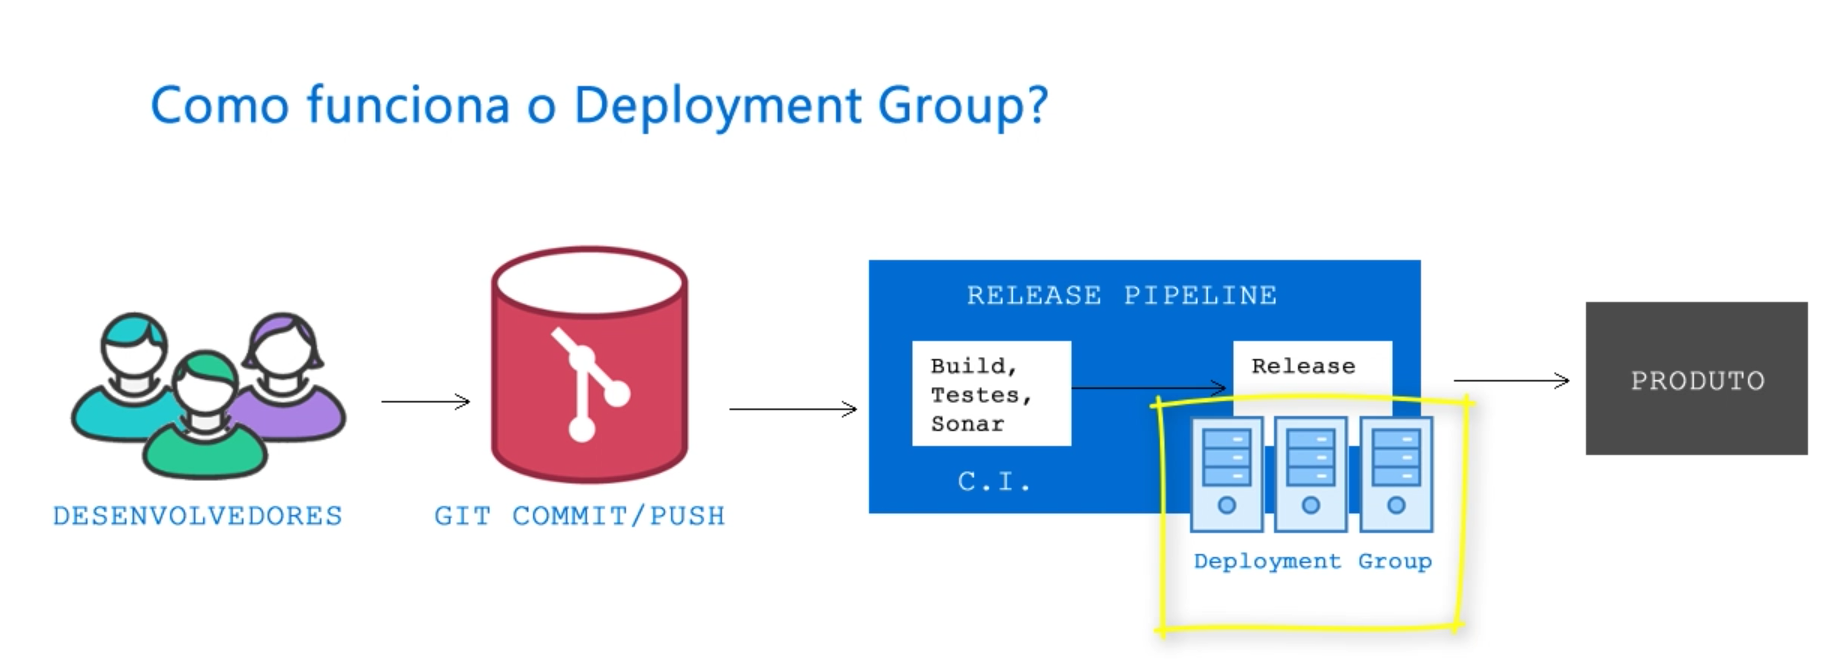 Como funciona o Deployment Group?
DESENVOLVEDORES
GIT COMMIT/PUSH
RELEASE PIPELINE
Build,
Testes,
Sonar
C.I.
Release
Deployment Group
PRODUTO